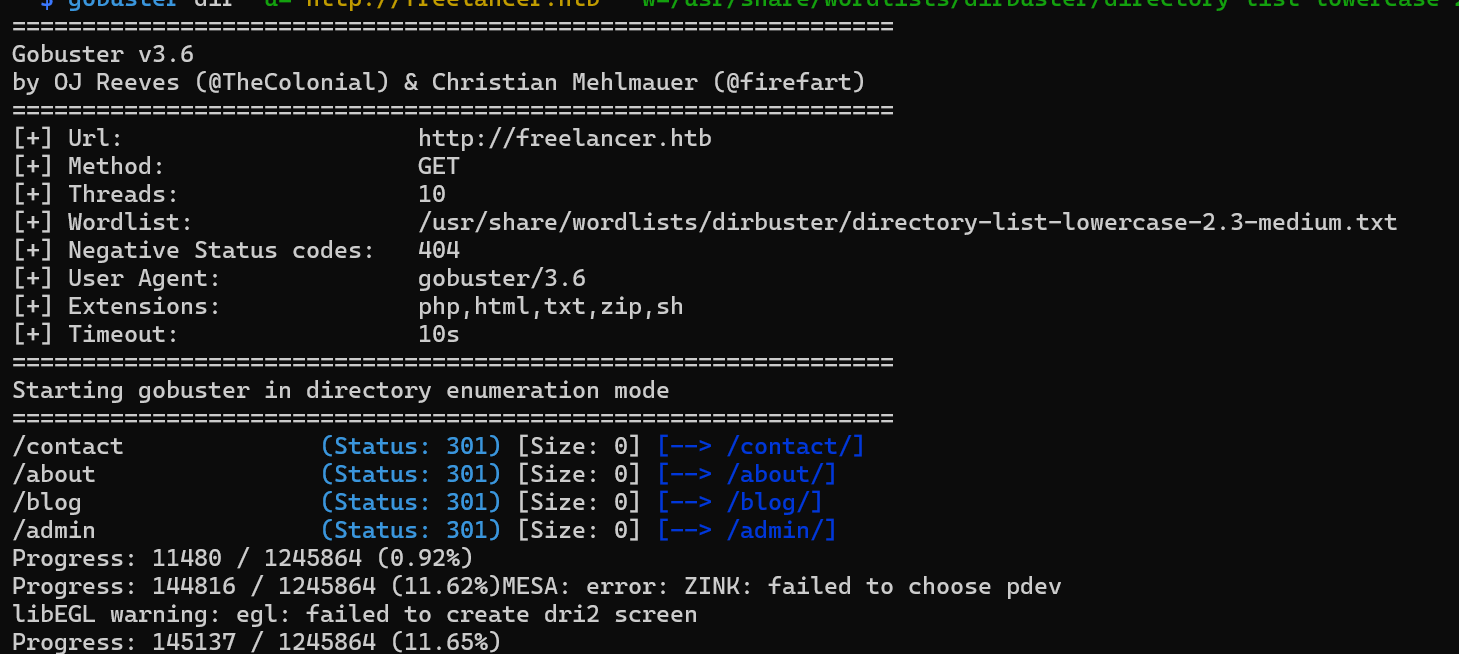 $ gobuster dir -u="http://freelancer.htb" -w=/usr/share/wordlists/dirbuster/directory-list-lowercase-2
================================================================
Gobuster v3.6
by OJ Reeves (@TheColonial) & Christian Mehlmauer (@firefart)
================================================================
[+] Url:                     http://freelancer.htb
[+] Method:                  GET
[+] Threads:                 10
[+] Wordlist:                /usr/share/wordlists/dirbuster/directory-list-lowercase-2.3-medium.txt
[+] Negative Status codes:   404
[+] User Agent:              gobuster/3.6
[+] Extensions:              php,html,txt,zip,sh
[+] Timeout:                 10s
================================================================
Starting gobuster in directory enumeration mode
================================================================
/contact              (Status: 301) [Size: 0] [--> /contact/]
/about                (Status: 301) [Size: 0] [--> /about/]
/blog                 (Status: 301) [Size: 0] [--> /blog/]
/admin                (Status: 301) [Size: 0] [--> /admin/]
Progress: 11480 / 1245864 (0.92%)
Progress: 144816 / 1245864 (11.62%)MESA: error: ZINK: failed to choose pdev
libEGL warning: egl: failed to create dri2 screen
Progress: 145137 / 1245864 (11.65%)